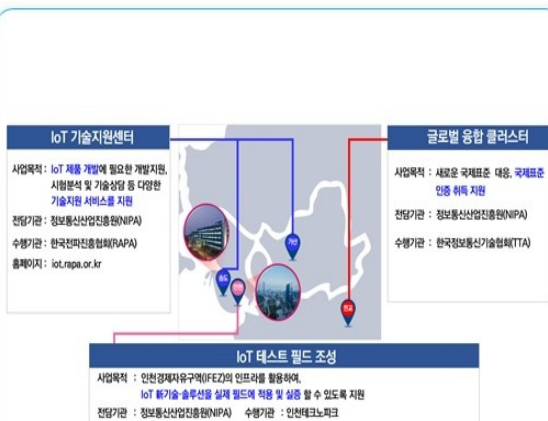 IoT 기술지원센터
사업목적 : IoT 제품 개발에 필요한 개발지원,
시험분석 및 기술상담 등 다양한
기술지원 서비스를 지원
전담기관 : 정보통신산업진흥원(NIPA)
수행기관 : 한국전파진흥협회(RAPA)
홈페이지 : iot.rapa.or.kr
글로벌 융합 클러스터
사업목적 : 새로운 국제표준 대응, 국제표준
인증 취득 지원
전담기관 : 정보통신산업진흥원(NIPA)
수행기관 : 한국정보통신기술협회(TTA)
가산
송도
판교
IoT 테스트 필드 조성
사업목적 : 인천경제자유구역(IFEZ)의 인프라를 활용하여,
IoT 新기술·솔루션을 실제 필드에 적용 및 실증 할 수 있도록 지원
전담기관 : 정보통신산업진흥원(NIPA) 수행기관 : 인천테크노파크